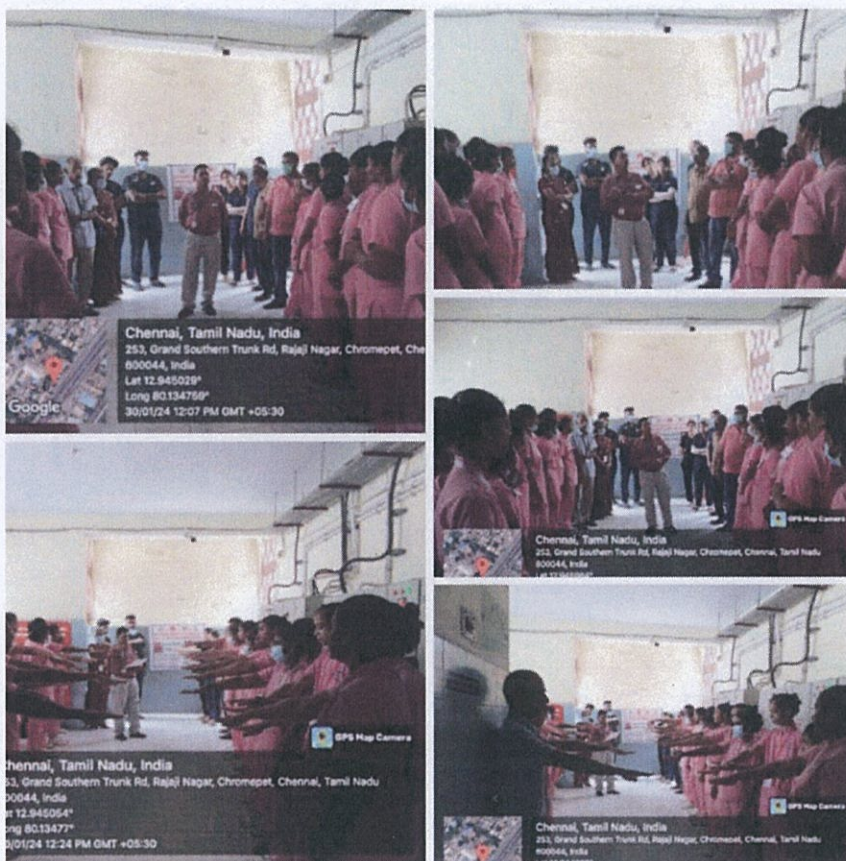 Chennai, Tamil Nadu, India
253, Grand Southern Trunk Rd, Rajaji Nagar, Chromepet, Che
600044, India
Lat 12.945029°
Long 80.134759°
30/01/24 12:07 PM GMT +05:30
Google
GPS Map Camera
Chennai, Tamil Nadu, India
253, Grand Southern Trunk Rd, Rajaji Nagar, Chromepet, Chennai, Tamil Nadu
600044, India
GPS Map Camera
Chennai, Tamil Nadu, India
53, Grand Southern Trunk Rd, Rajaji Nagar, Chromepet, Chennai, Tamil Nadu
00044, India
at 12.945054°
ong 80.13477°
0/01/24 12:24 PM GMT +05:30
GPS Map Camera
Chennai, Tamil Nadu, India
253, Grand Southern Trunk Rd, Rajaji Nagar, Chromepet, Chennai, Tamil Nadu
600044, India